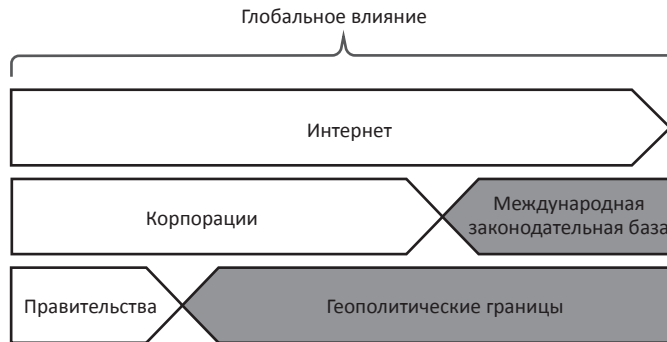 Глобальное влияние
Интернет
Корпорации
Международная
законодательная база
Правительства
Геополитические границы